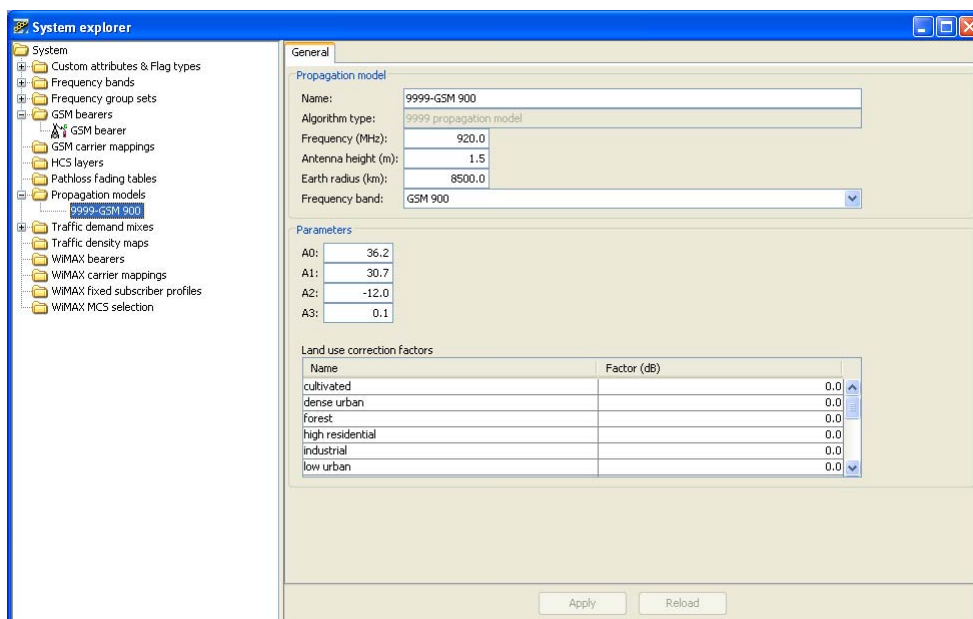 System explorer
System
Custom attributes & Flag types
Frequency bands
Frequency group sets
GSM bearers
GSM bearer
GSM carrier mappings
HCS layers
Pathloss fading tables
Propagation models
9999-GSM 900
Traffic demand mixes
Traffic density maps
WiMAX bearers
WiMAX carrier mappings
WiMAX fixed subscriber profiles
WiMAX MCS selection
General
Propagation model
Name: 9999-GSM 900
Algorithm type: 9999 propagation model
Frequency (MHz): 920.0
Antenna height (m): 1.5
Earth radius (km): 8500.0
Frequency band: GSM 900
Parameters
A0: 36.2
A1: 30.7
A2: -12.0
A3: 0.1
Land use correction factors
Name Factor (dB)
cultivated 0.0
dense urban 0.0
forest 0.0
high residential 0.0
industrial 0.0
low urban 0.0
Apply Reload